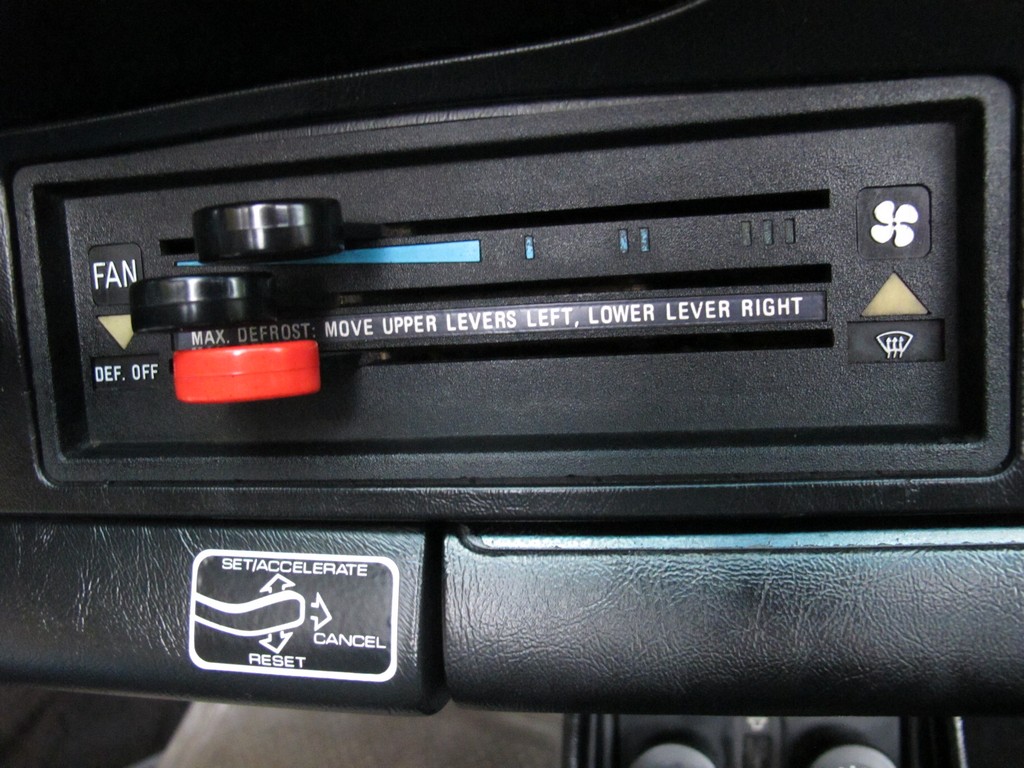 FAN
MAX. DEFROST: MOVE UPPER LEVERS LEFT, LOWER LEVER RIGHT
DEF. OFF
SET/ACCELERATE
CANCEL
RESET